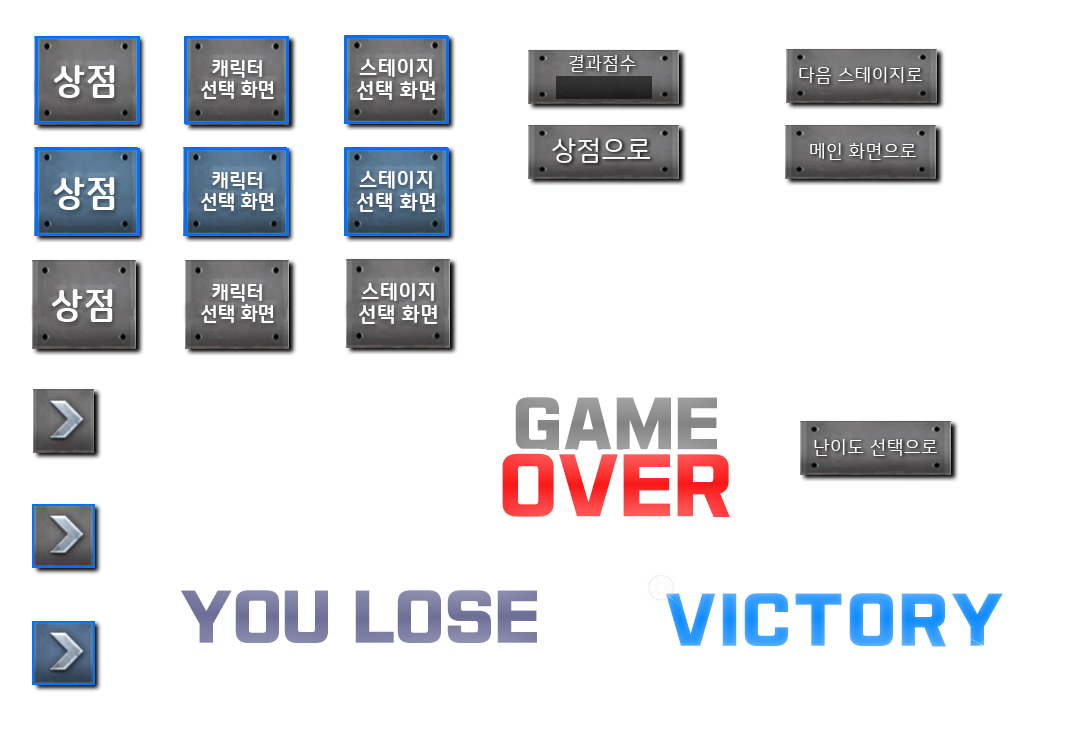 상점
캐릭터
선택 화면
스테이지
선택 화면
결과점수
다음 스테이지로
상점으로
메인 화면으로
상점
캐릭터
선택 화면
스테이지
선택 화면
상점
캐릭터
선택 화면
스테이지
선택 화면
GAME
OVER
난이도 선택으로
YOU LOSE
VICTORY